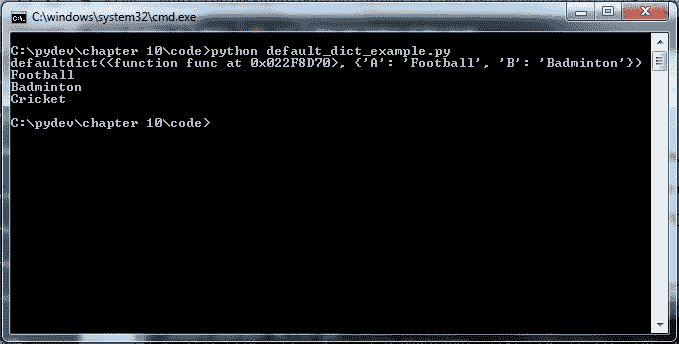 C:\windows\system32\cmd.exe
C:\pydev\chapter 10\code>python default_dict_example.py
defaultdict(<function func at 0x022F8D70>, {'A': 'Football', 'B': 'Badminton'})
Football
Badminton
Cricket
C:\pydev\chapter 10\code>